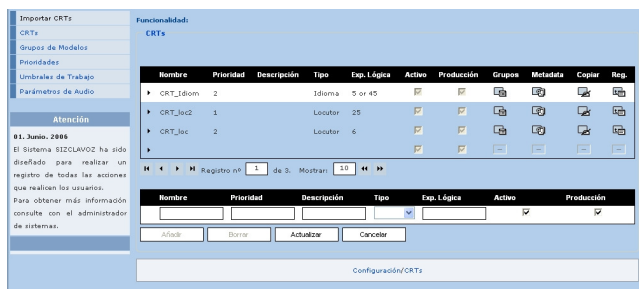 Importar CRTs
CRTs
Grupos de Modelos
Prioridades
Umbrales de Trabajo
Parámetros de Audio
Atención
01. Junio. 2006
El Sistema SIZCLAVOZ ha sido
diseñado para realizar un
registro de todas las acciones
que realicen los usuarios.
Para obtener más información
consulte con el administrador
de sistemas.
Funcionalidad:
CRTs
Nombre Prioridad Descripción Tipo Exp. Lógica Activo Producción Grupos Metadata Copiar Reg.
CRT_Idiom 2 Idioma 5 or 45
CRT_loc2 1 Locutor 25
CRT_loc 2 Locutor 6
Registro nº 1 de 3. Mostrar: 10
Nombre Prioridad Descripción Tipo Exp. Lógica Activo Producción
Añadir Borrar Actualizar Cancelar
Configuración/CRTs